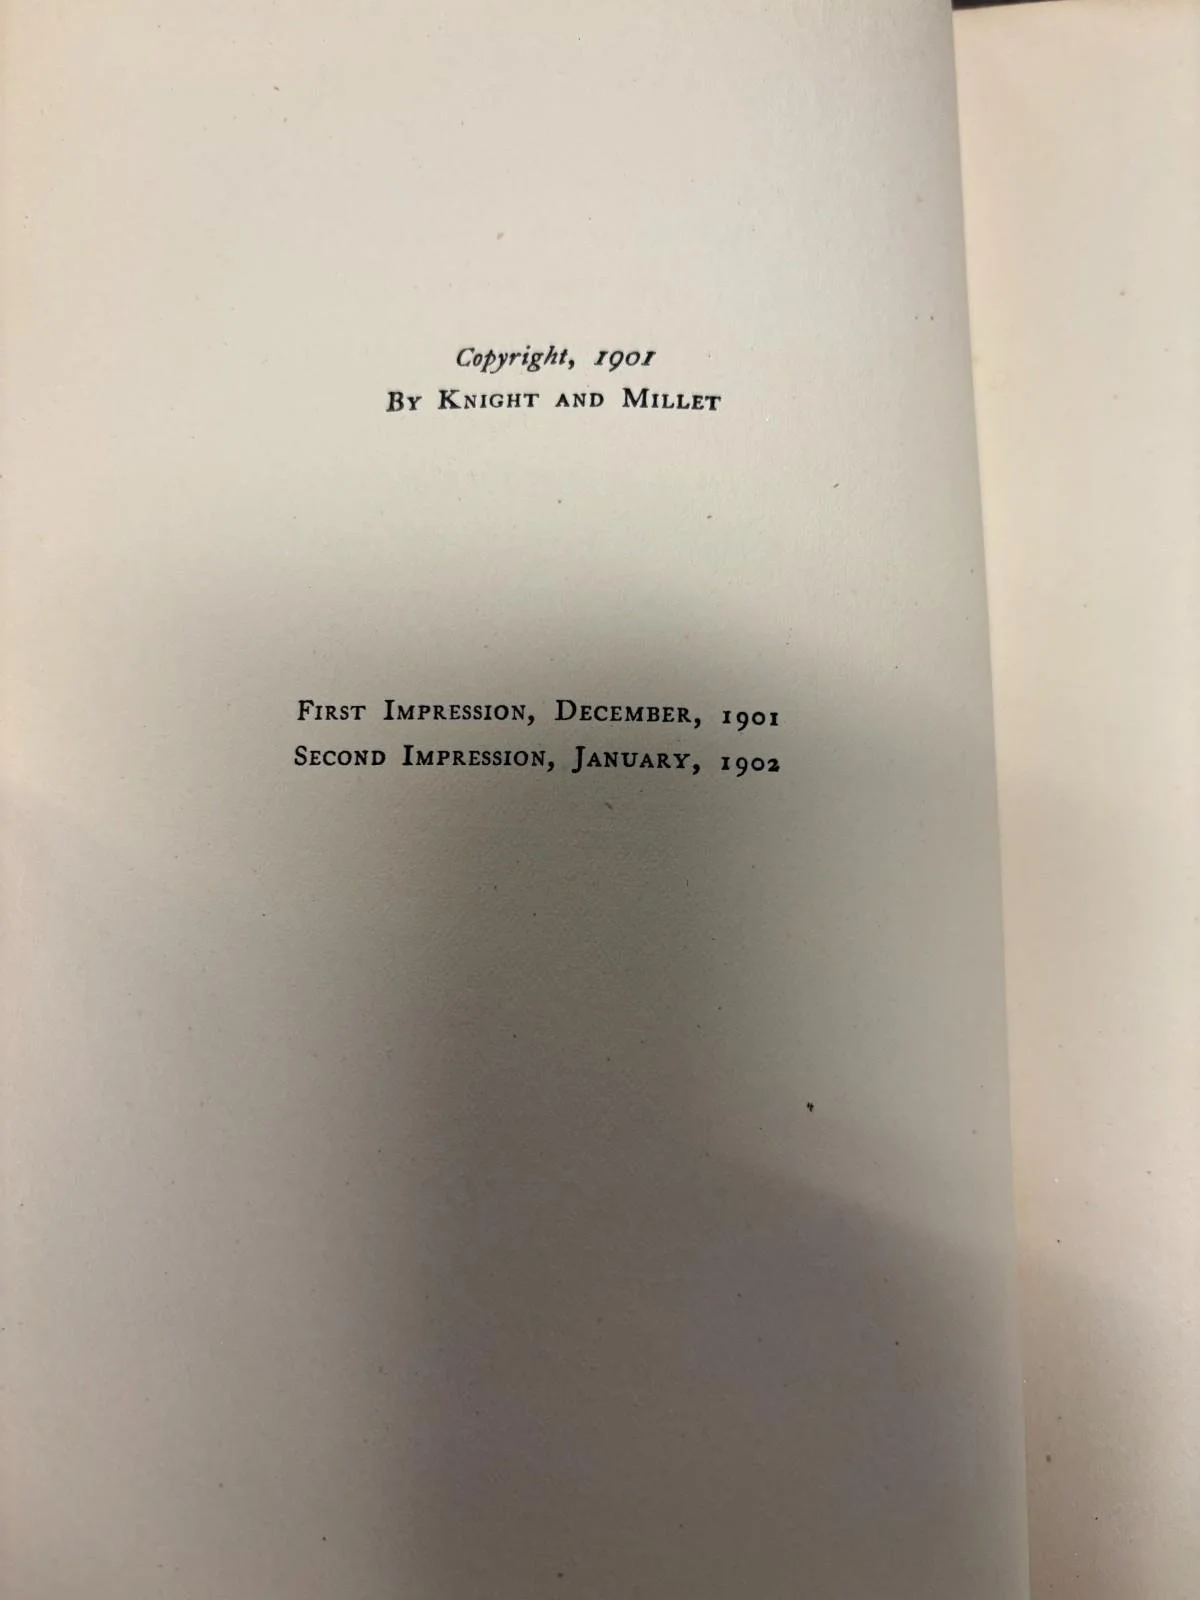 Copyright, 1901
By Knight and Millet
First Impression, December, 1901
Second Impression, January, 1902